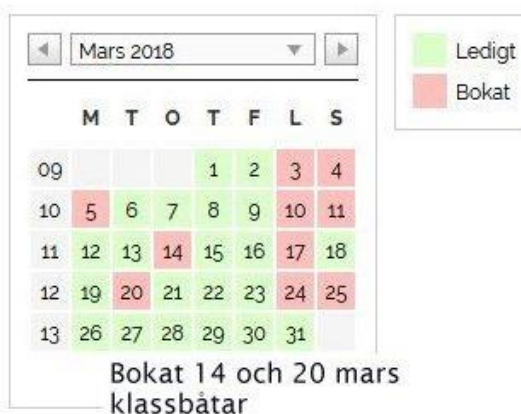 Mars 2018
Ledigt
Bokat
M T O T F L S
09 1 2 3 4
10 5 6 7 8 9 10 11
11 12 13 14 15 16 17 18
12 19 20 21 22 23 24 25
13 26 27 28 29 30 31
Bokat 14 och 20 mars
klassbåtar